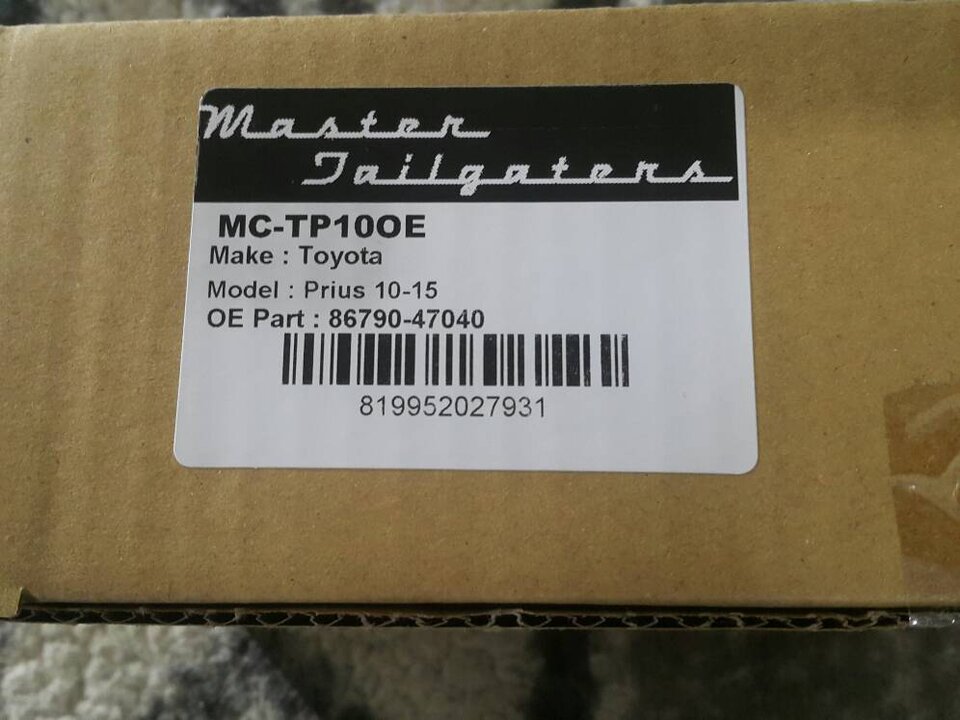 Master
Tailgaters
MC-TP10OE
Make : Toyota
Model : Prius 10-15
OE Part : 86790-47040
819952027931